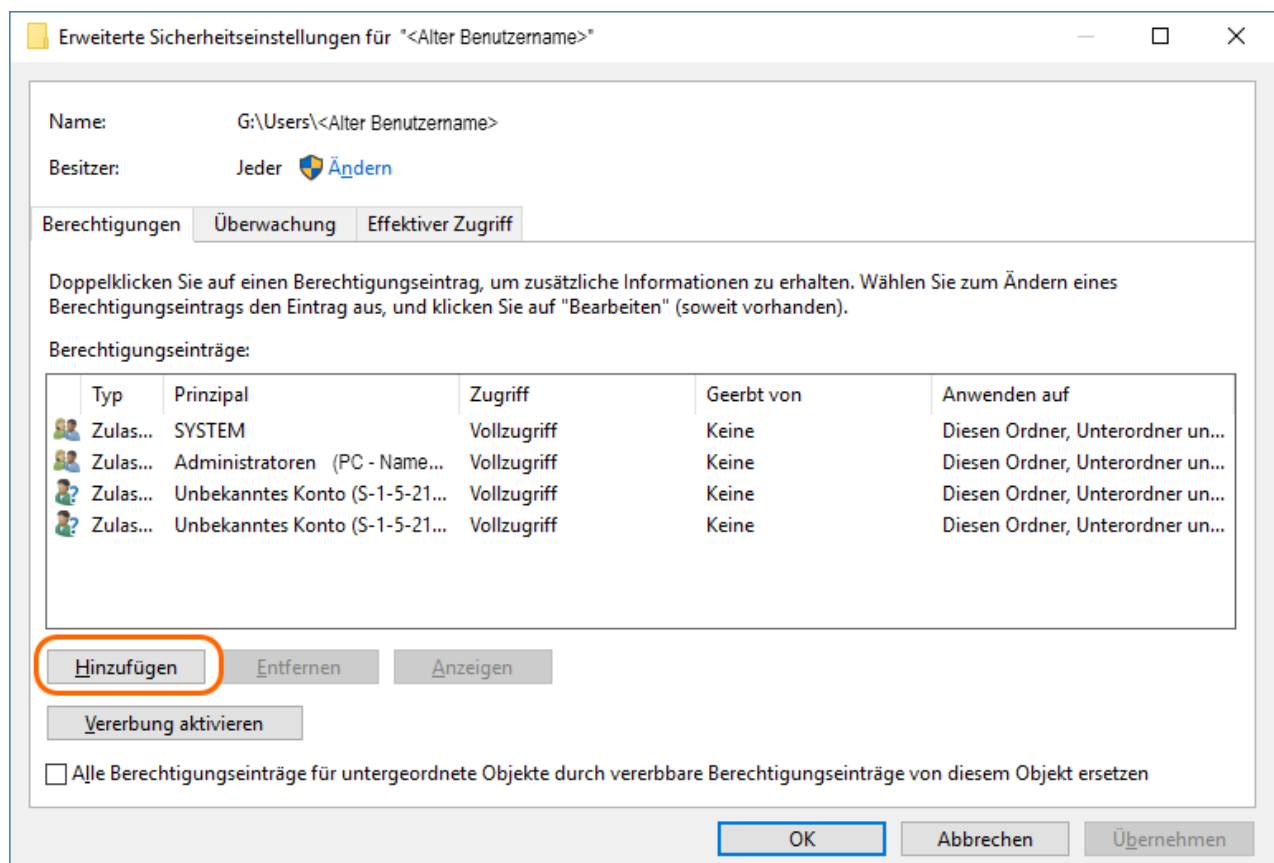 Erweiterte Sicherheitseinstellungen für "<Alter Benutzername>"
Name: G:\Users\<Alter Benutzername>
Besitzer: Jeder Ändern
Berechtigungen Überwachung Effektiver Zugriff
Doppelklicken Sie auf einen Berechtigungseintrag, um zusätzliche Informationen zu erhalten. Wählen Sie zum Ändern eines
Berechtigungseintrags den Eintrag aus, und klicken Sie auf "Bearbeiten" (soweit vorhanden).
Berechtigungseinträge:
Typ Prinzipal Zugriff Geerbt von Anwenden auf
Zulas... SYSTEM Vollzugriff Keine Diesen Ordner, Unterordner un...
Zulas... Administratoren (PC - Name... Vollzugriff Keine Diesen Ordner, Unterordner un...
Zulas... Unbekanntes Konto (S-1-5-21... Vollzugriff Keine Diesen Ordner, Unterordner un...
Zulas... Unbekanntes Konto (S-1-5-21... Vollzugriff Keine Diesen Ordner, Unterordner un...
Hinzufügen Entfernen Anzeigen
Vererbung aktivieren
Alle Berechtigungseinträge für untergeordnete Objekte durch vererbbare Berechtigungseinträge von diesem Objekt ersetzen
OK Abbrechen Übernehmen